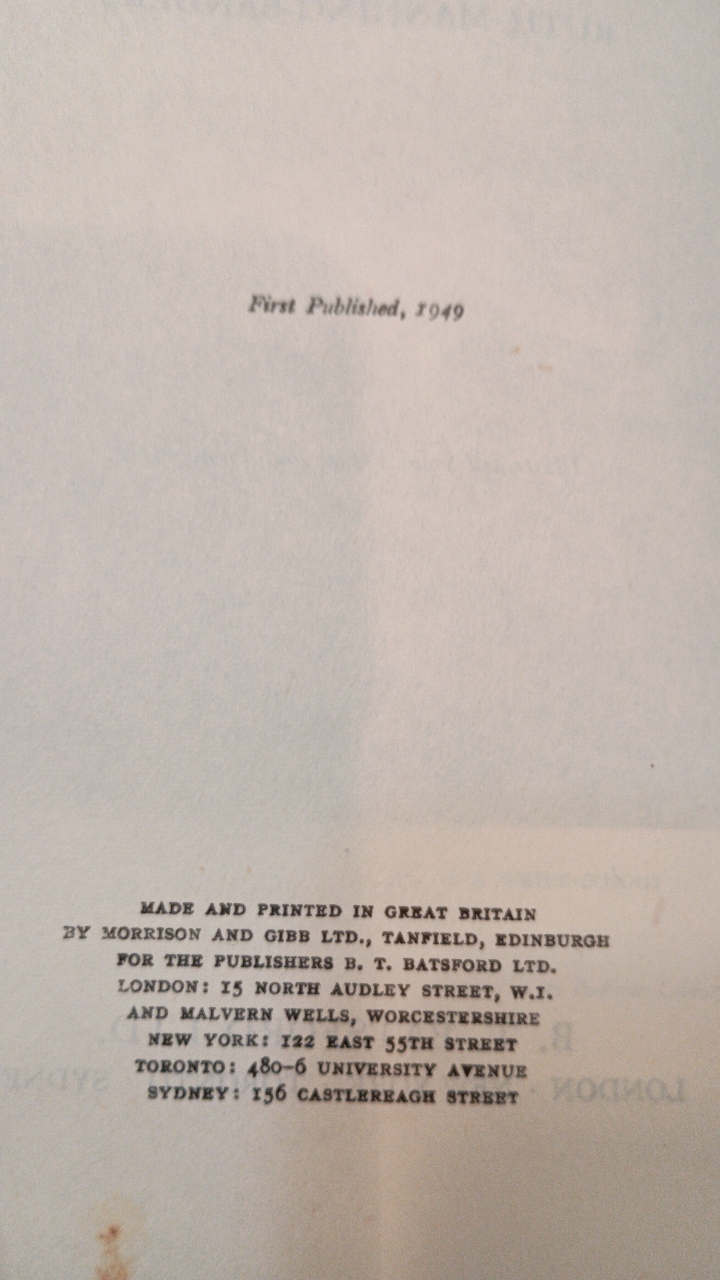 First Published, 1949
MADE AND PRINTED IN GREAT BRITAIN
BY MORRISON AND GIBB LTD., TANFIELD, EDINBURGH
FOR THE PUBLISHERS B. T. BATSFORD LTD.
LONDON: 15 NORTH AUDLEY STREET, W.1.
AND MALVERN WELLS, WORCESTERSHIRE
NEW YORK: 122 EAST 55TH STREET
TORONTO: 480–6 UNIVERSITY AVENUE
SYDNEY: 156 CASTLEREAGH STREET